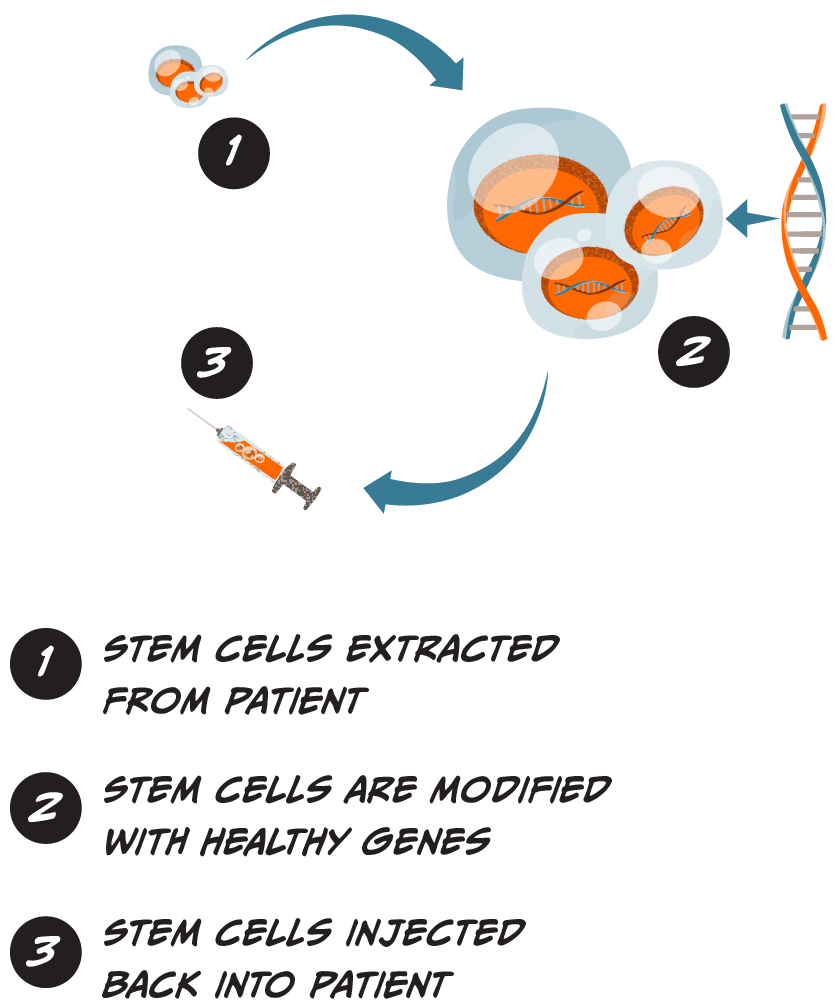 1
2
3
1 STEM CELLS EXTRACTED
FROM PATIENT
2 STEM CELLS ARE MODIFIED
WITH HEALTHY GENES
3 STEM CELLS INJECTED
BACK INTO PATIENT